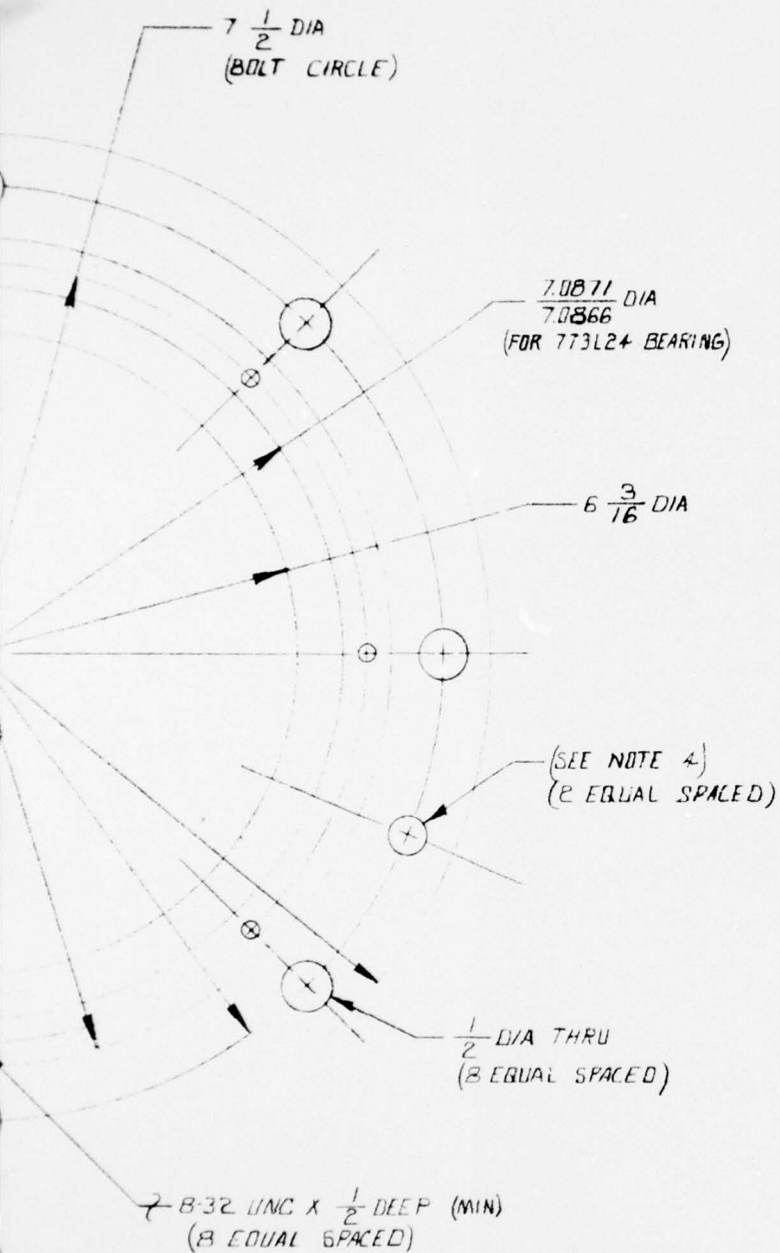 7 1/2 DIA
(BOLT CIRCLE)
7.0871
7.0866 DIA
(FOR 773L24 BEARING)
6 3/16 DIA
(SEE NOTE 4)
(2 EQUAL SPACED)
1/2 DIA THRU
(8 EQUAL SPACED)
8-32 UNC X 1/2 DEEP (MIN)
(8 EQUAL SPACED)